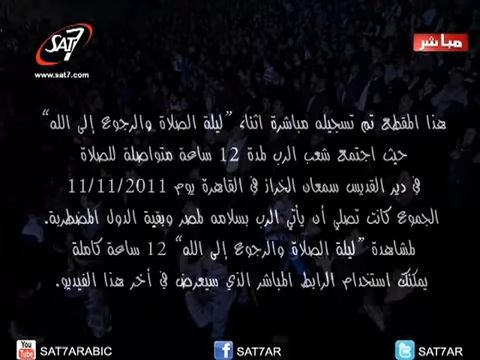 SAT7
www.sat7.com
مباشر
هذا المقطع تم تسجيله مباشرة اثناء "ليلة الصلاة والرجوع إلى الله"
حيث اجتمع شعب الرب لمدة 12 ساعة متواصلة للصلاة
في دير القديس سمعان الخراز في القاهرة يوم 11/11/2011
الجموع كانت تصلي أن يأتي الرب بسلامه لمصر وبقية الدول المضطربة.
لمشاهدة "ليلة الصلاة والرجوع إلى الله" 12 ساعة كاملة
يمكنك استخدام الرابط المباشر الذي سيعرض في أخر هذا الفيديو.
You Tube SAT7ARABIC f SAT7AR t SAT7AR